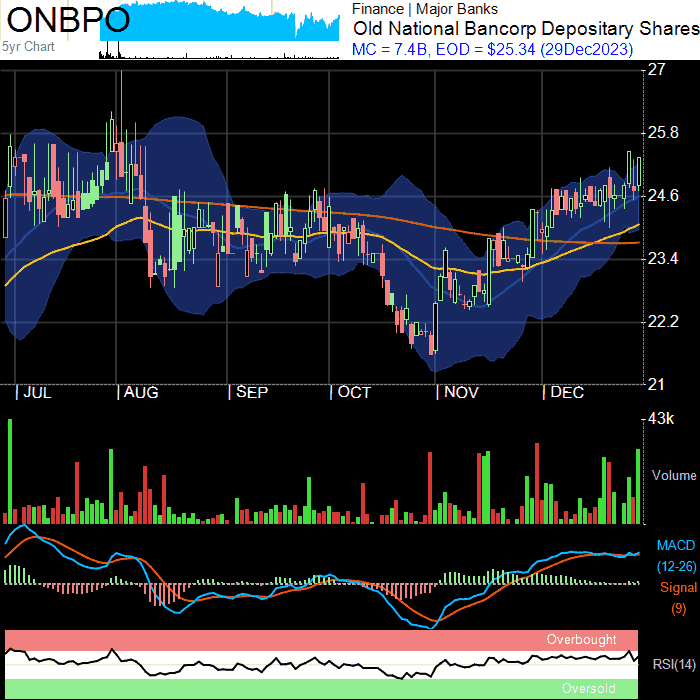 ONBPO
5yr Chart
Finance | Major Banks
Old National Bancorp Depositary Shares
MC = 7.4B, EOD = $25.34 (29Dec2023)
27
25.8
24.6
23.4
22.2
21
| JUL | AUG | SEP | OCT | NOV | DEC
43k
Volume
MACD
(12-26)
Signal
(9)
Overbought
RSI(14)
Oversold